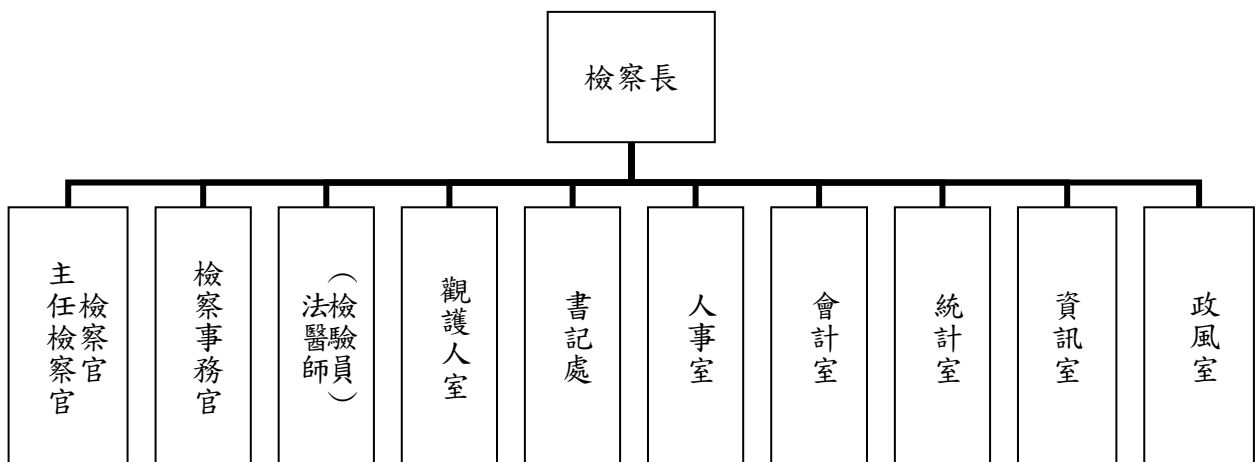 檢察長
主任檢察官
檢察官
檢察事務官
法醫師
（檢驗員）
觀護人室
書記處
人事室
會計室
統計室
資訊室
政風室